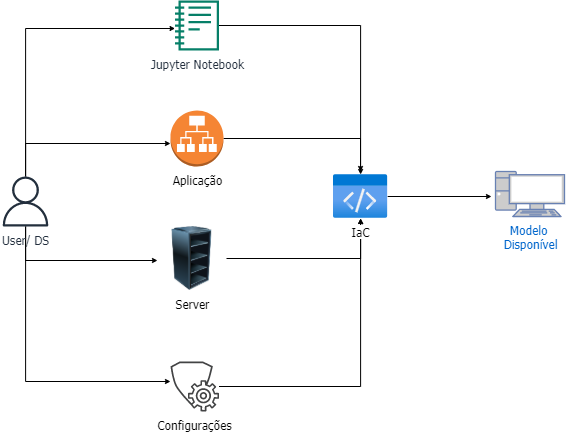 Jupyter Notebook
Aplicação
User/ DS
IaC
Modelo
Disponível
Server
Configurações